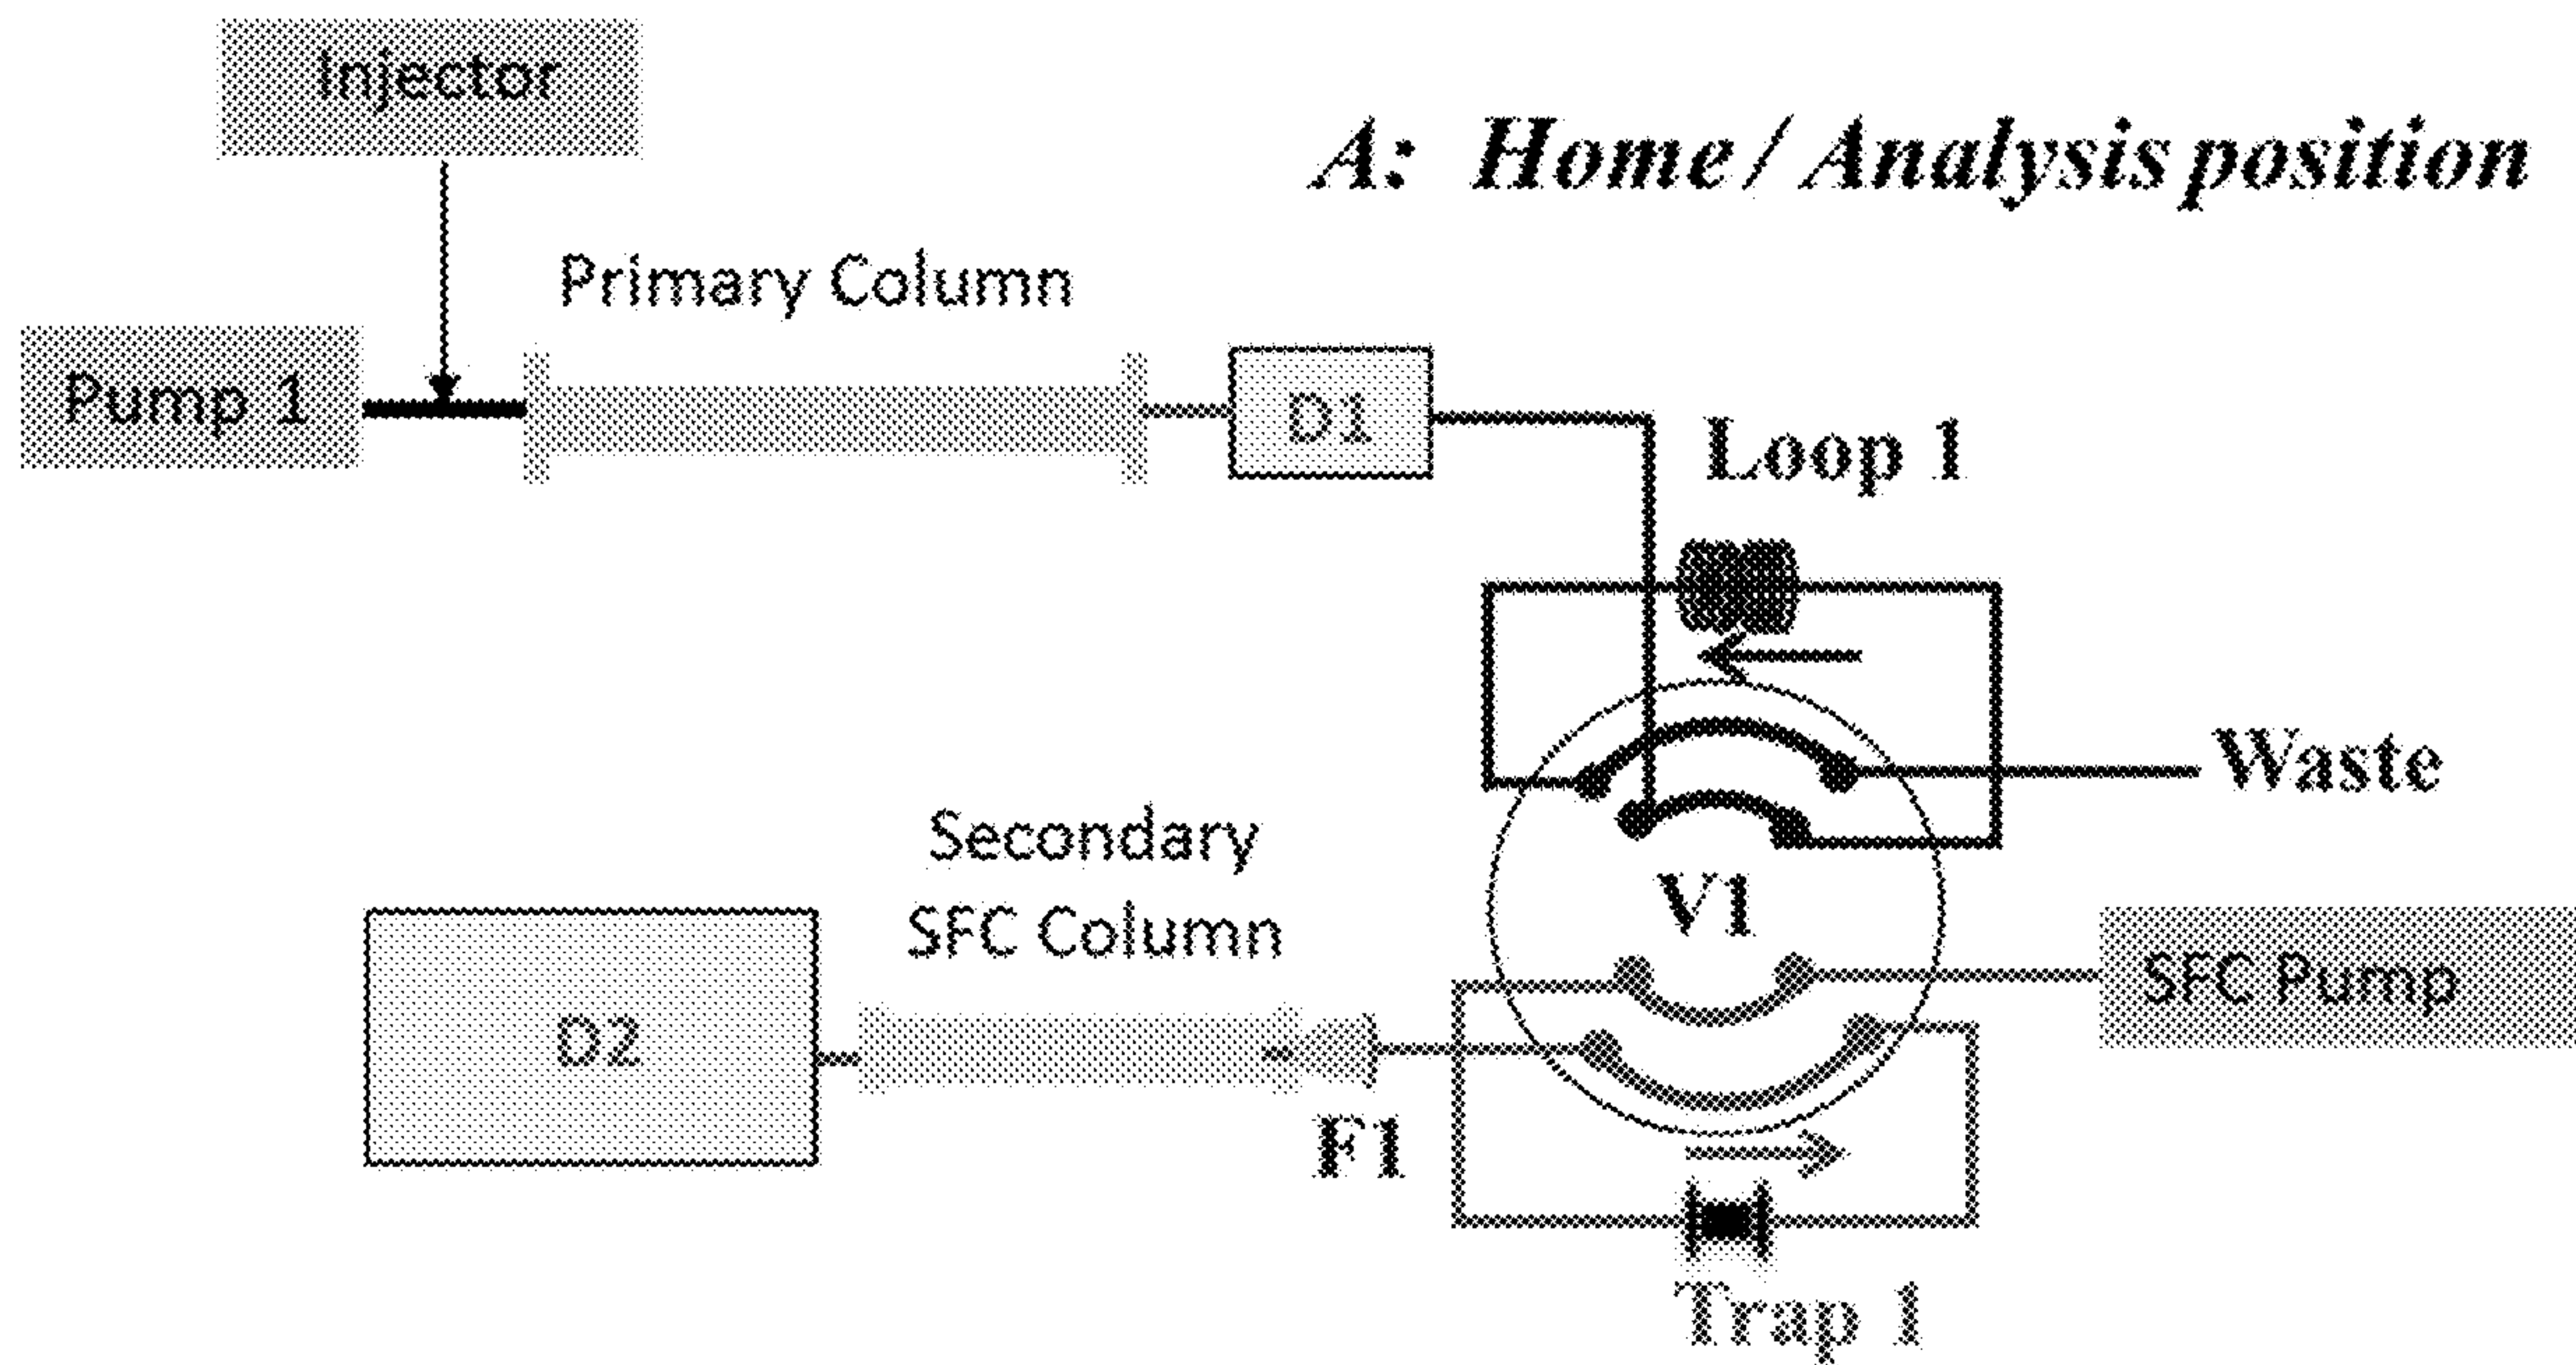 Injector
A: Home / Analysis position
Primary Column
Pump 1
D1
Loop 1
Waste
Secondary
SFC Column
V1
SFC Pump
D2
F1
Trap 1